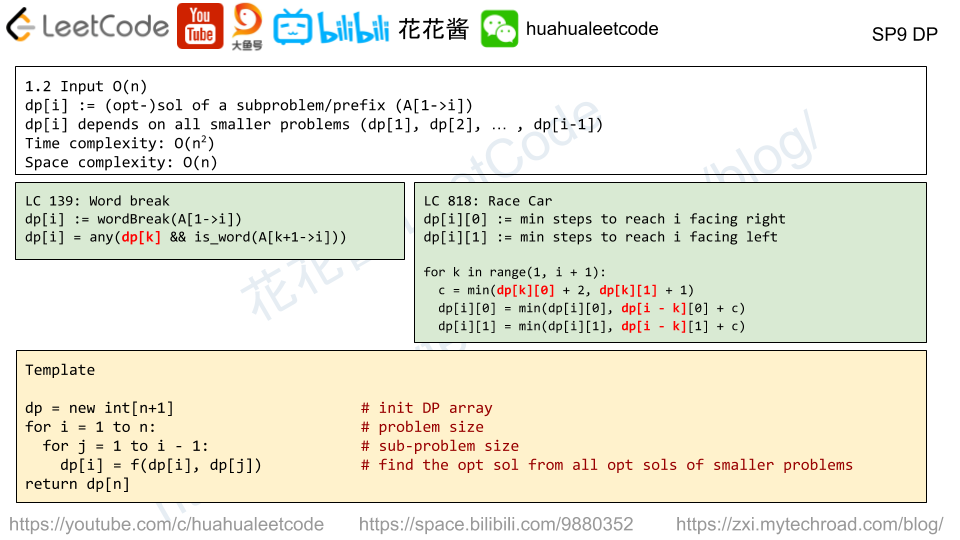 LeetCode You Tube 大鱼号 bilibili 花花酱 huahualeetcode
SP9 DP
1.2 Input O(n)
dp[i] := (opt-)sol of a subproblem/prefix (A[1->i])
dp[i] depends on all smaller problems (dp[1], dp[2], … , dp[i-1])
Time complexity: O(n²)
Space complexity: O(n)
LC 139: Word break
dp[i] := wordBreak(A[1->i])
dp[i] = any(dp[k] && is_word(A[k+1->i]))
LC 818: Race Car
dp[i][0] := min steps to reach i facing right
dp[i][1] := min steps to reach i facing left
for k in range(1, i + 1):
c = min(dp[k][0] + 2, dp[k][1] + 1)
dp[i][0] = min(dp[i][0], dp[i - k][0] + c)
dp[i][1] = min(dp[i][1], dp[i - k][1] + c)
Template
dp = new int[n+1] # init DP array
for i = 1 to n: # problem size
for j = 1 to i - 1: # sub-problem size
dp[i] = f(dp[i], dp[j]) # find the opt sol from all opt sols of smaller problems
return dp[n]
https://youtube.com/c/huahualeetcode https://space.bilibili.com/9880352 https://zxi.mytechroad.com/blog/